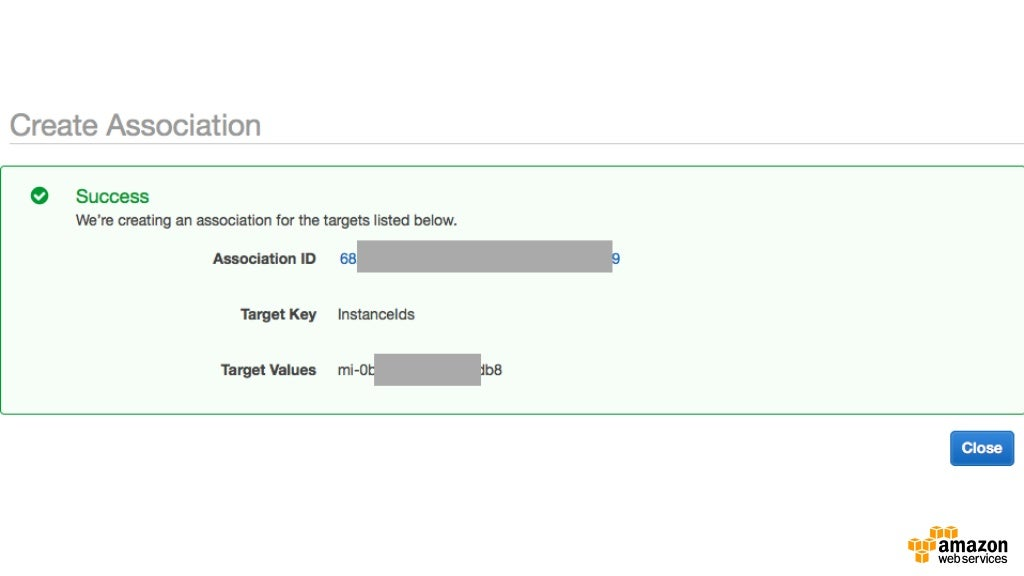 Create Association
Success
We're creating an association for the targets listed below.
Association ID 68 9
Target Key InstanceIds
Target Values mi-0b db8
Close
amazon
web services